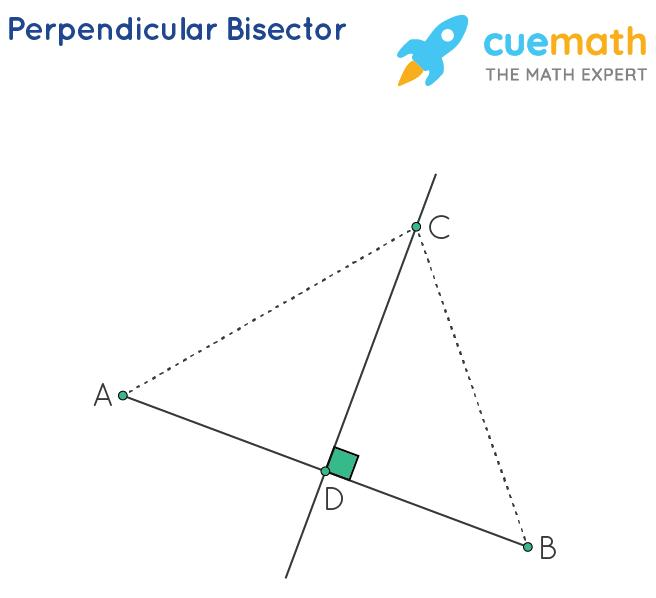 Perpendicular Bisector
cuemath
THE MATH EXPERT
C
A
D
B